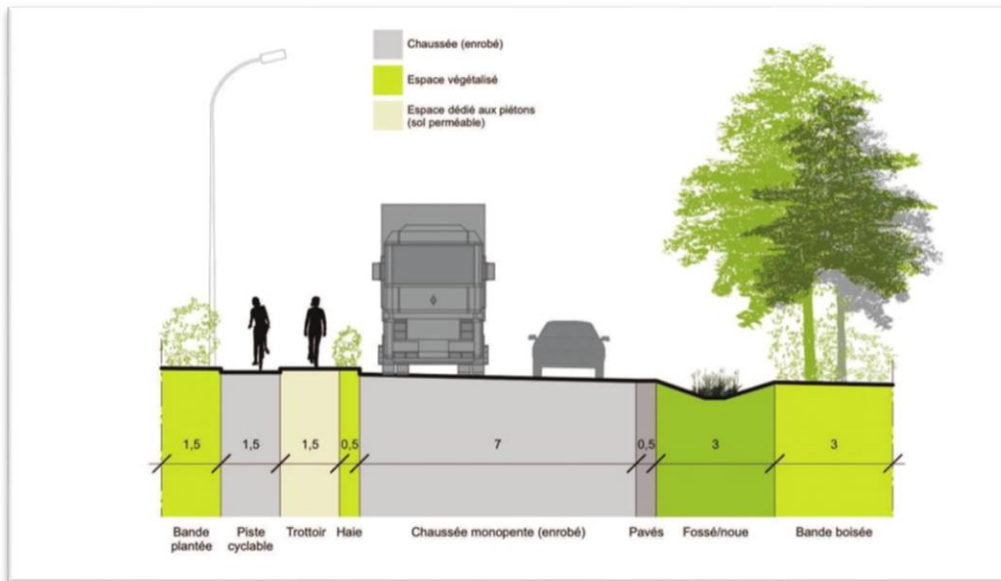 Chaussée (enrobé)
Espace végétalisé
Espace dédié aux piétons
(sol perméable)
1,5 1,5 1,5 0,5 7 0,5 3 3
Bande
plantée
Piste
cyclable
Trottoir
Haie
Chaussée monopente (enrobé)
Pavés
Fossé/noue
Bande boisée